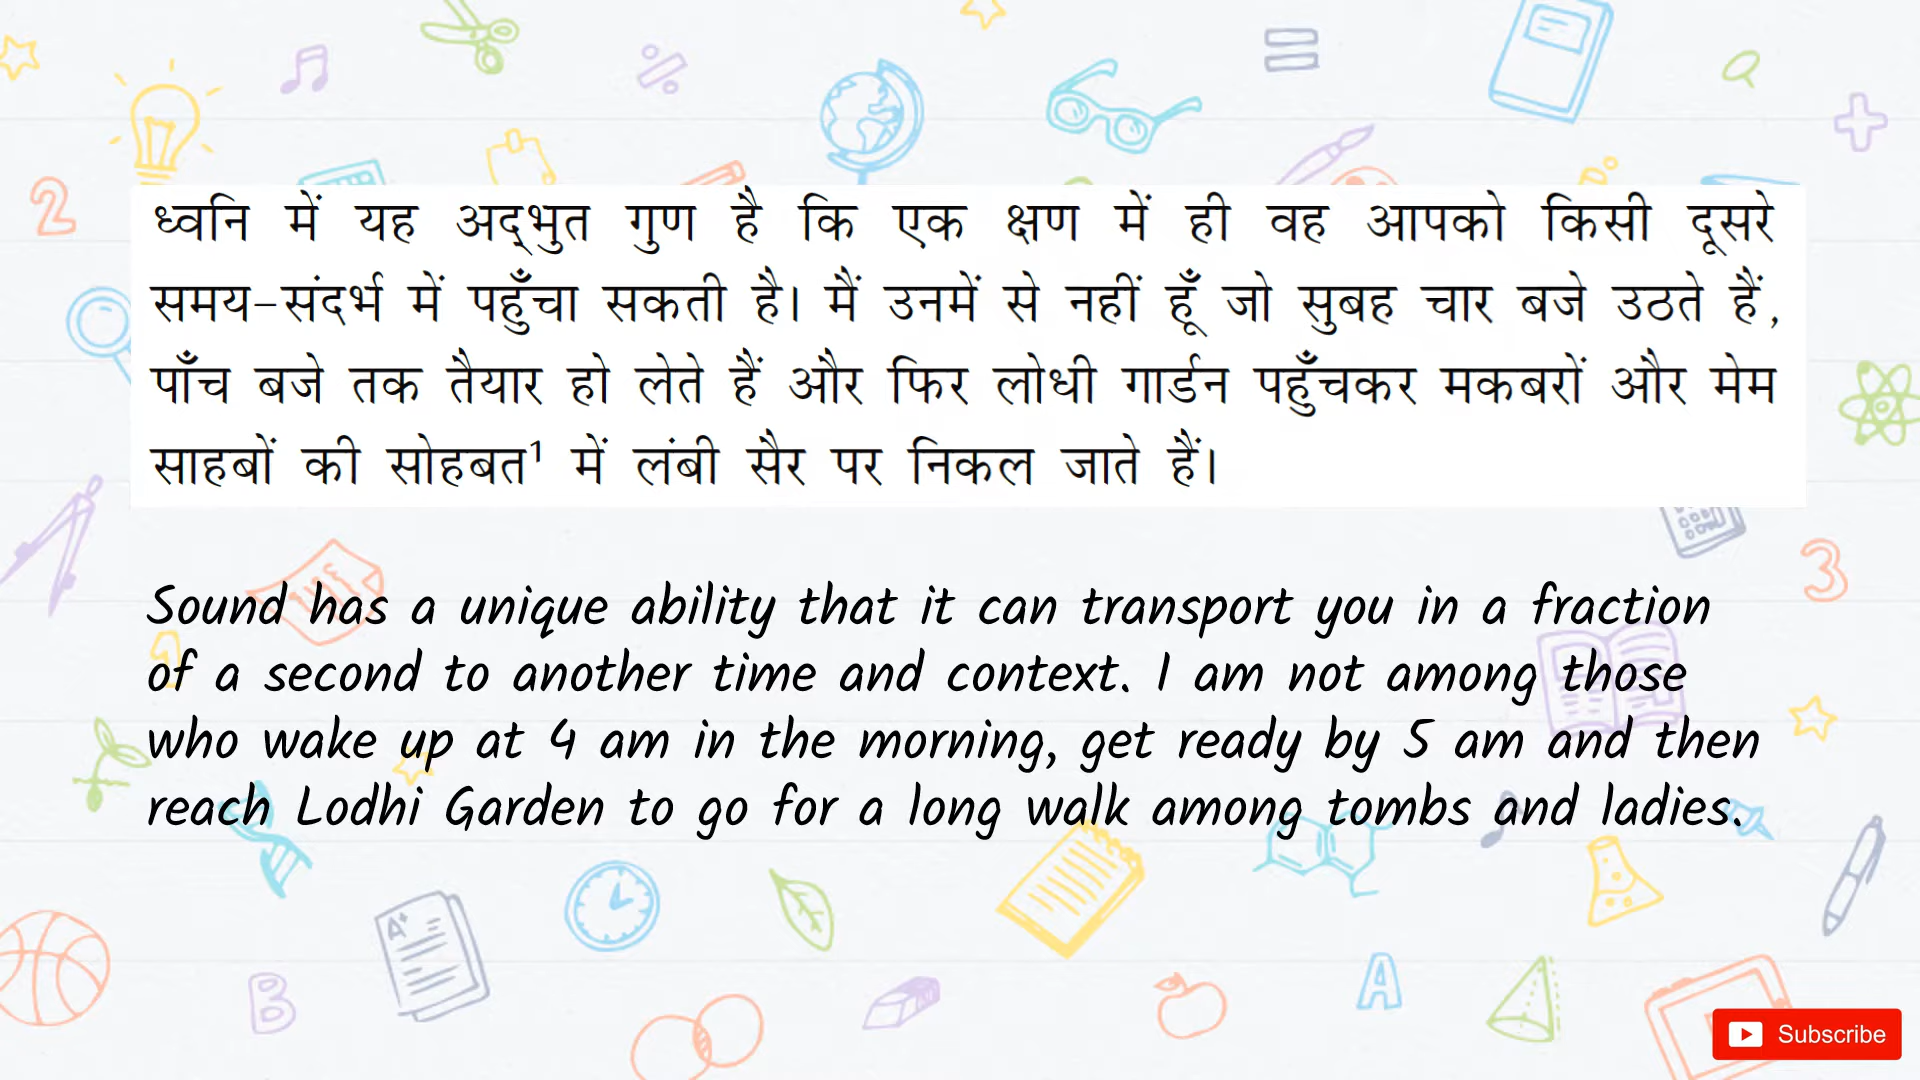 ध्वनि में यह अद्भुत गुण है कि एक क्षण में ही वह आपको किसी दूसरे
समय-संदर्भ में पहुँचा सकती है। मैं उनमें से नहीं हूँ जो सुबह चार बजे उठते हैं,
पाँच बजे तक तैयार हो लेते हैं और फिर लोधी गार्डन पहुँचकर मकबरों और मेम
साहबों की सोहबत¹ में लंबी सैर पर निकल जाते हैं।
Sound has a unique ability that it can transport you in a fraction
of a second to another time and context. I am not among those
who wake up at 4 am in the morning, get ready by 5 am and then
reach Lodhi Garden to go for a long walk among tombs and ladies.
2
3
A+
B
A
Subscribe